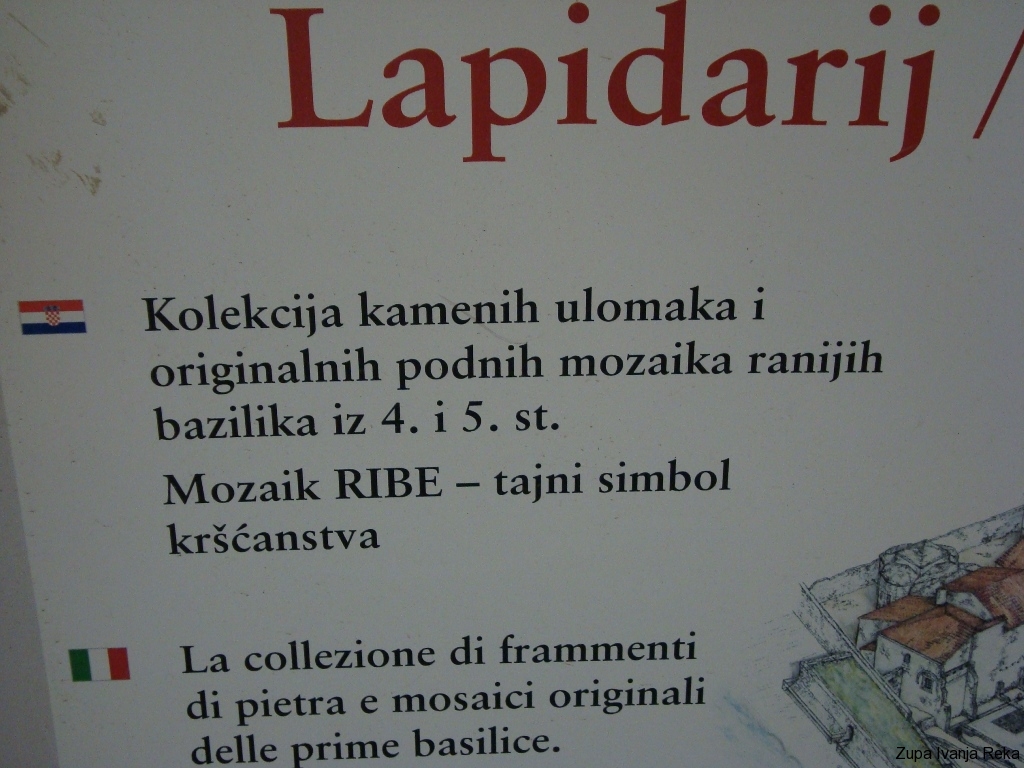 Lapidarij /
Kolekcija kamenih ulomaka i
originalnih podnih mozaika ranijih
bazilika iz 4. i 5. st.
Mozaik RIBE – tajni simbol
kršćanstva
La collezione di frammenti
di pietra e mosaici originali
delle prime basilice.
Zupa Ivanja Reka